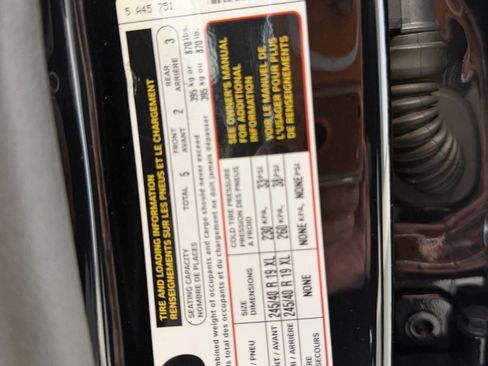 5 A45 751
TIRE AND LOADING INFORMATION
RENSEIGNEMENTS SUR LES PNEUS ET LE CHARGEMENT
SEATING CAPACITY
NOMBRE DE PLACES
TOTAL 5
FRONT
AVANT 2
REAR
ARRIÈRE 3
mbined weight of occupants and cargo should never exceed 395 kg or 870 lbs.
ds total des occupants et du chargement ne doit jamais dépasser 395 kg ou 870 lb.
/ PNEU
SIZE
DIMENSIONS
COLD TIRE PRESSURE
PRESSION DES PNEUS
A FROID
T / AVANT 245/40 R 19 XL 230 KPA, 33 PSI
R / ARRIÈRE 245/40 R 19 XL 260 KPA, 38 PSI
SECOURS NONE NONE KPA, NONE PSI
SEE OWNER'S MANUAL
FOR ADDITIONAL
INFORMATION
VOIR LE MANUEL DE
L'USAGER POUR PLUS
DE RENSEIGNEMENTS